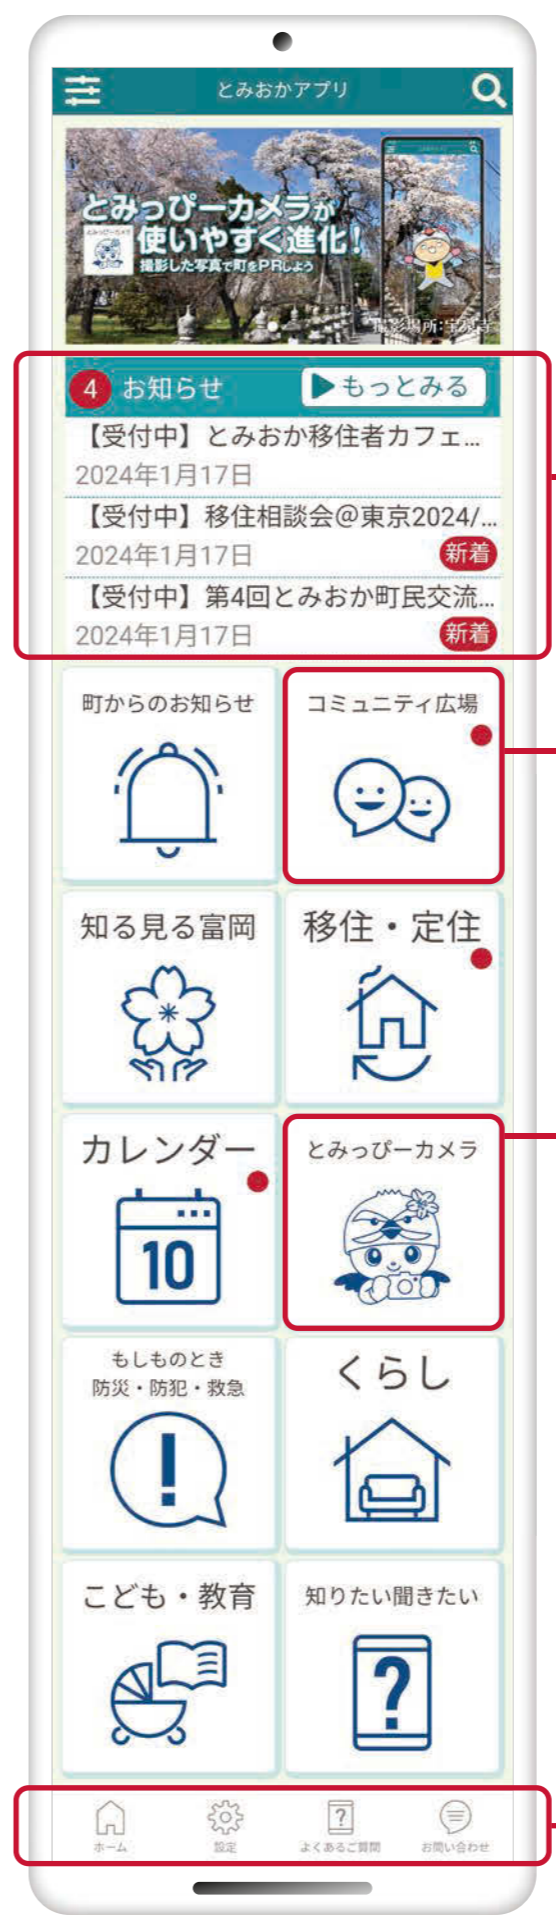 とみおかアプリ
とみっぴーカメラが
使いやすく進化!
撮影した写真で町をPRしよう
撮影場所:宝泉寺
4 お知らせ ▶もっとみる
【受付中】とみおか移住者カフェ...
2024年1月17日
【受付中】移住相談会@東京2024/...
2024年1月17日 新着
【受付中】第4回とみおか町民交流...
2024年1月17日 新着
町からのお知らせ
コミュニティ広場
知る見る富岡
移住・定住
カレンダー
10
とみっぴーカメラ
もしものとき
防災・防犯・救急
くらし
こども・教育
知りたい聞きたい
ホーム 設定 よくあるご質問 お問い合わせ